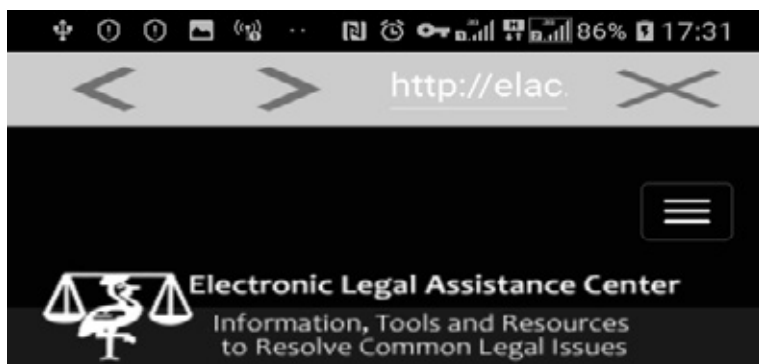 86% 17:31
http://elac.
Electronic Legal Assistance Center
Information, Tools and Resources
to Resolve Common Legal Issues